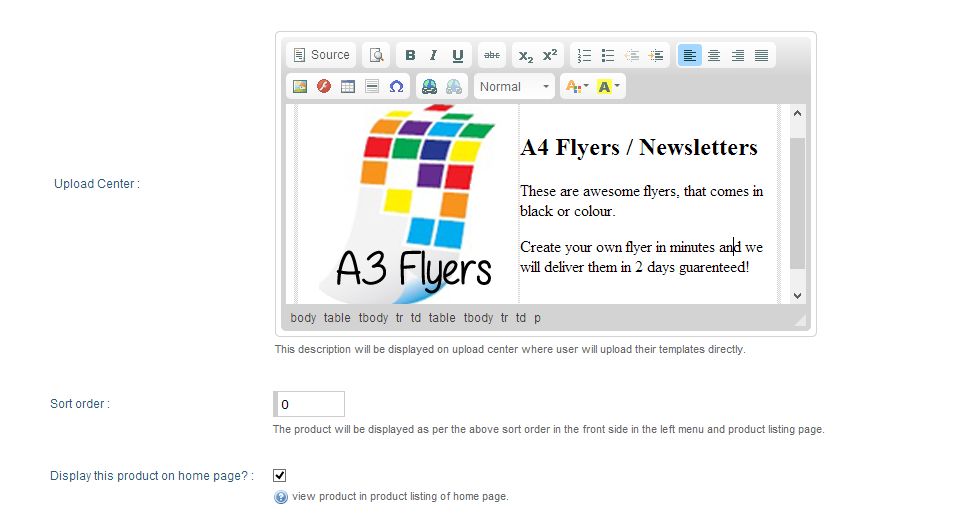 Source B I U abc x₂ x²
Normal A A
Upload Center :
A3 Flyers
A4 Flyers / Newsletters
These are awesome flyers, that comes in
black or colour.
Create your own flyer in minutes and we
will deliver them in 2 days guarenteed!
body table tbody tr td table tbody tr td p
This description will be displayed on upload center where user will upload their templates directly.
Sort order :
0
The product will be displayed as per the above sort order in the front side in the left menu and product listing page.
Display this product on home page? :
view product in product listing of home page.